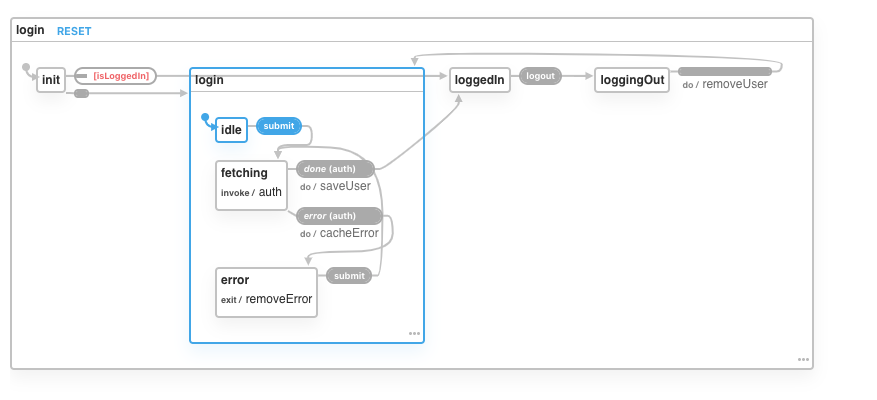 login RESET
init [isLoggedIn] login loggedIn logout loggingOut
do / removeUser
idle submit
fetching done (auth)
invoke / auth do / saveUser
error (auth)
do / cacheError
error submit
exit / removeError